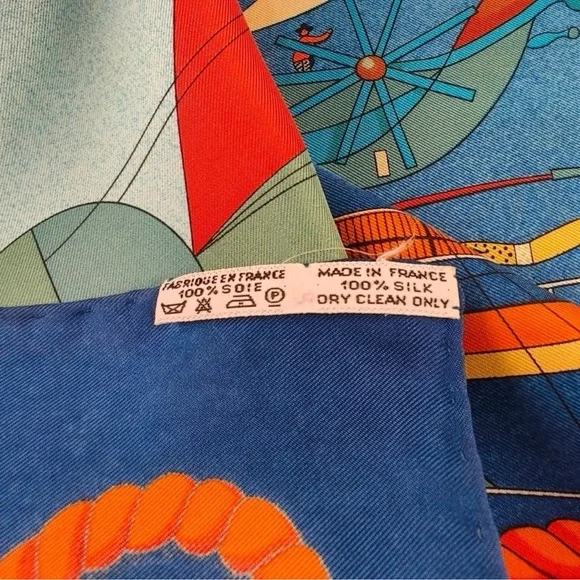 FABRIQUE EN FRANCE
100% SOIE
P
MADE IN FRANCE
100% SILK
DRY CLEAN ONLY